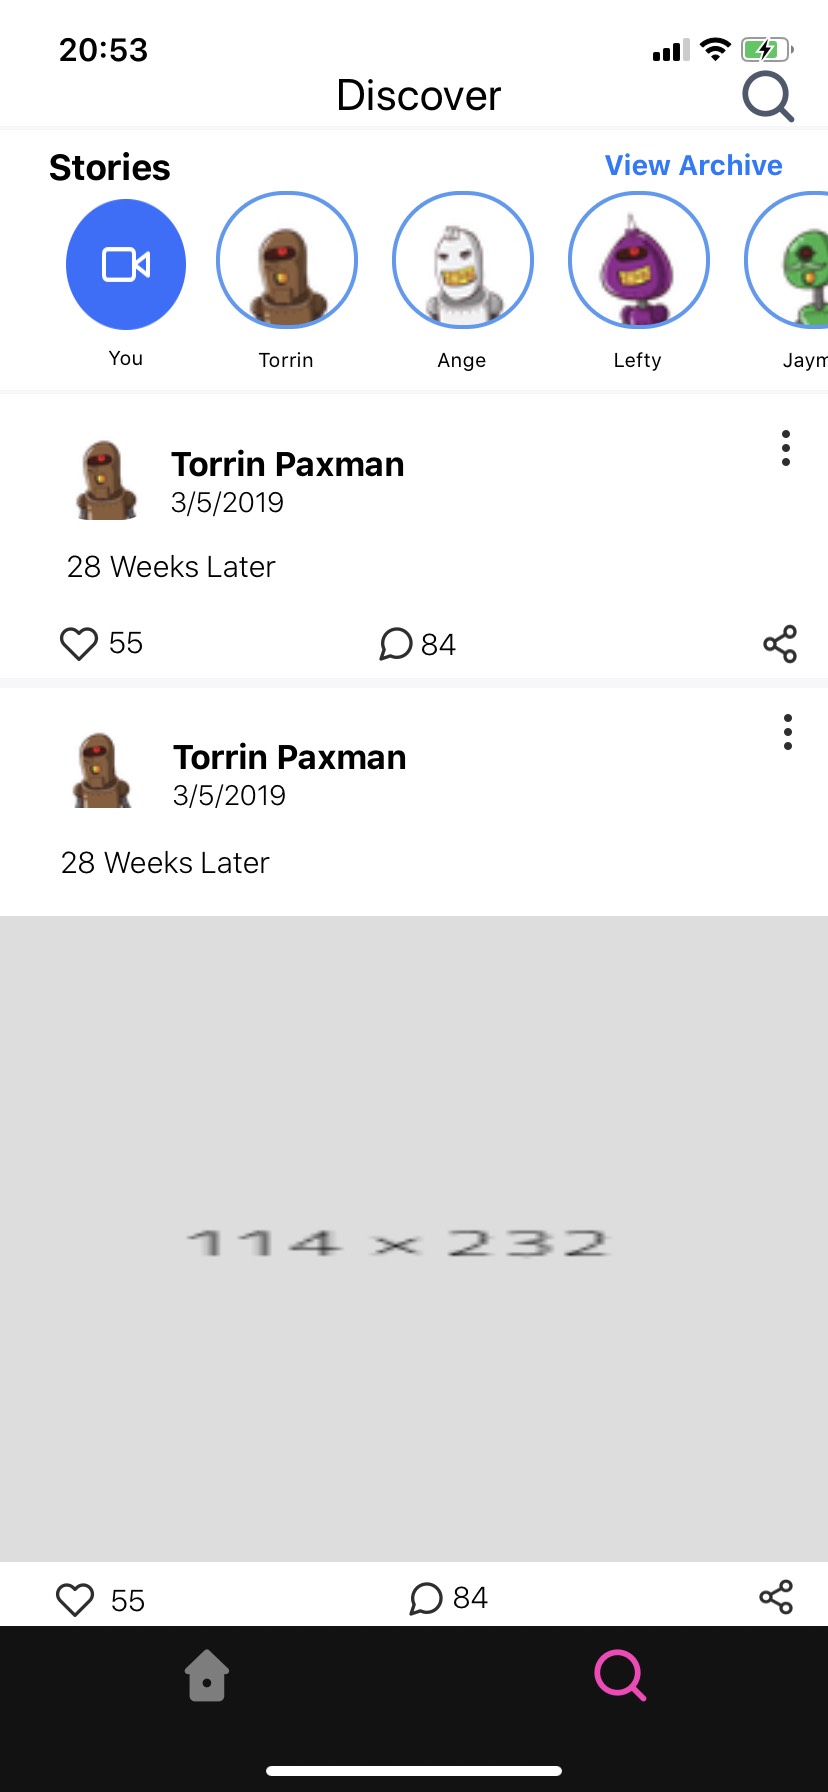 20:53
Discover
Stories
View Archive
You
Torrin
Ange
Lefty
Jaym
Torrin Paxman
3/5/2019
28 Weeks Later
55
84
Torrin Paxman
3/5/2019
28 Weeks Later
114 × 232
55
84